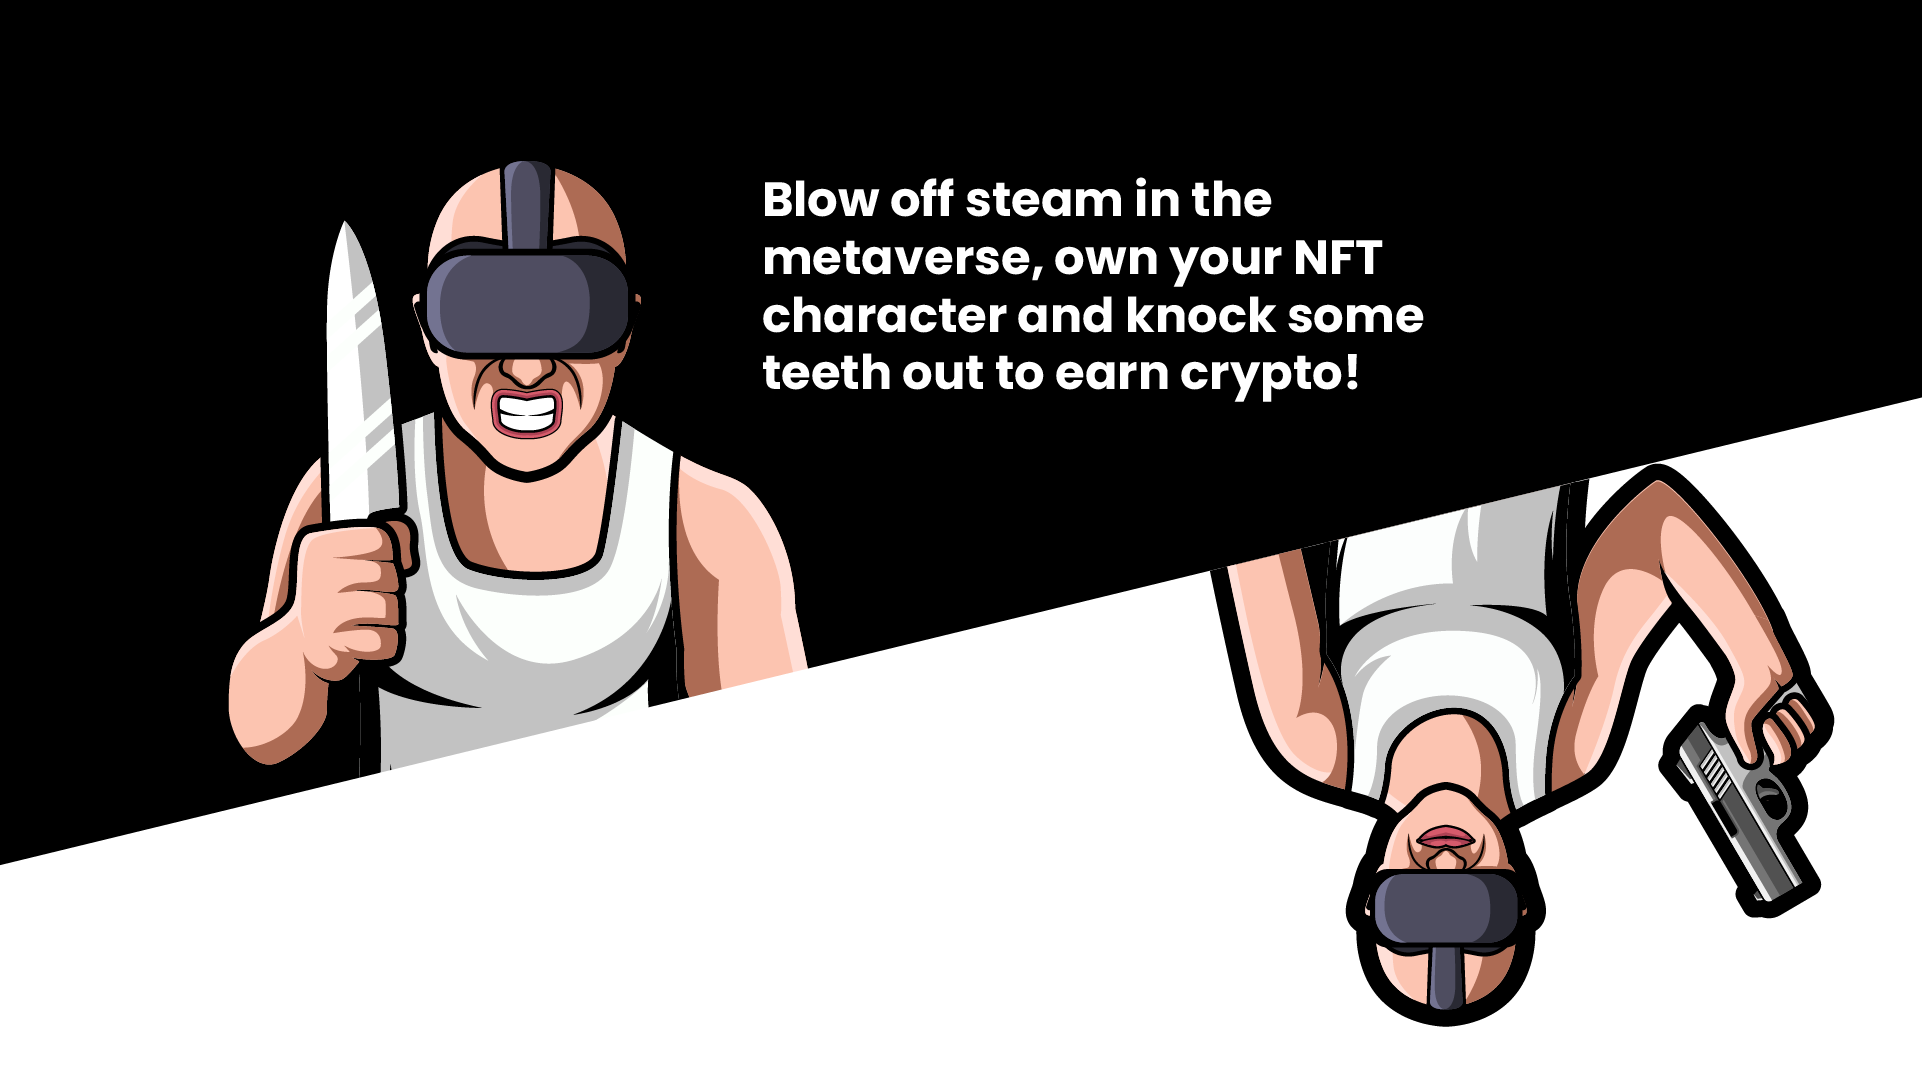 Blow off steam in the
metaverse, own your NFT
character and knock some
teeth out to earn crypto!